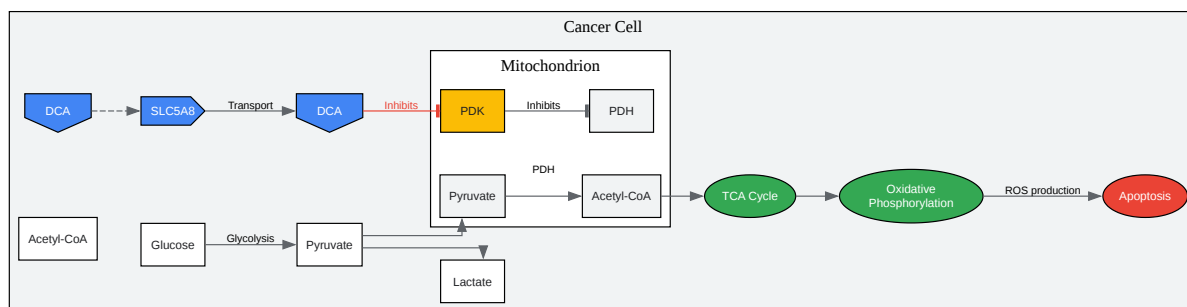 Cancer Cell
Mitochondrion
DCA
SLC5A8
Transport
DCA
Inhibits
PDK
Inhibits
PDH
PDH
Pyruvate
Acetyl-CoA
TCA Cycle
Oxidative
Phosphorylation
ROS production
Apoptosis
Acetyl-CoA
Glucose
Glycolysis
Pyruvate
Lactate